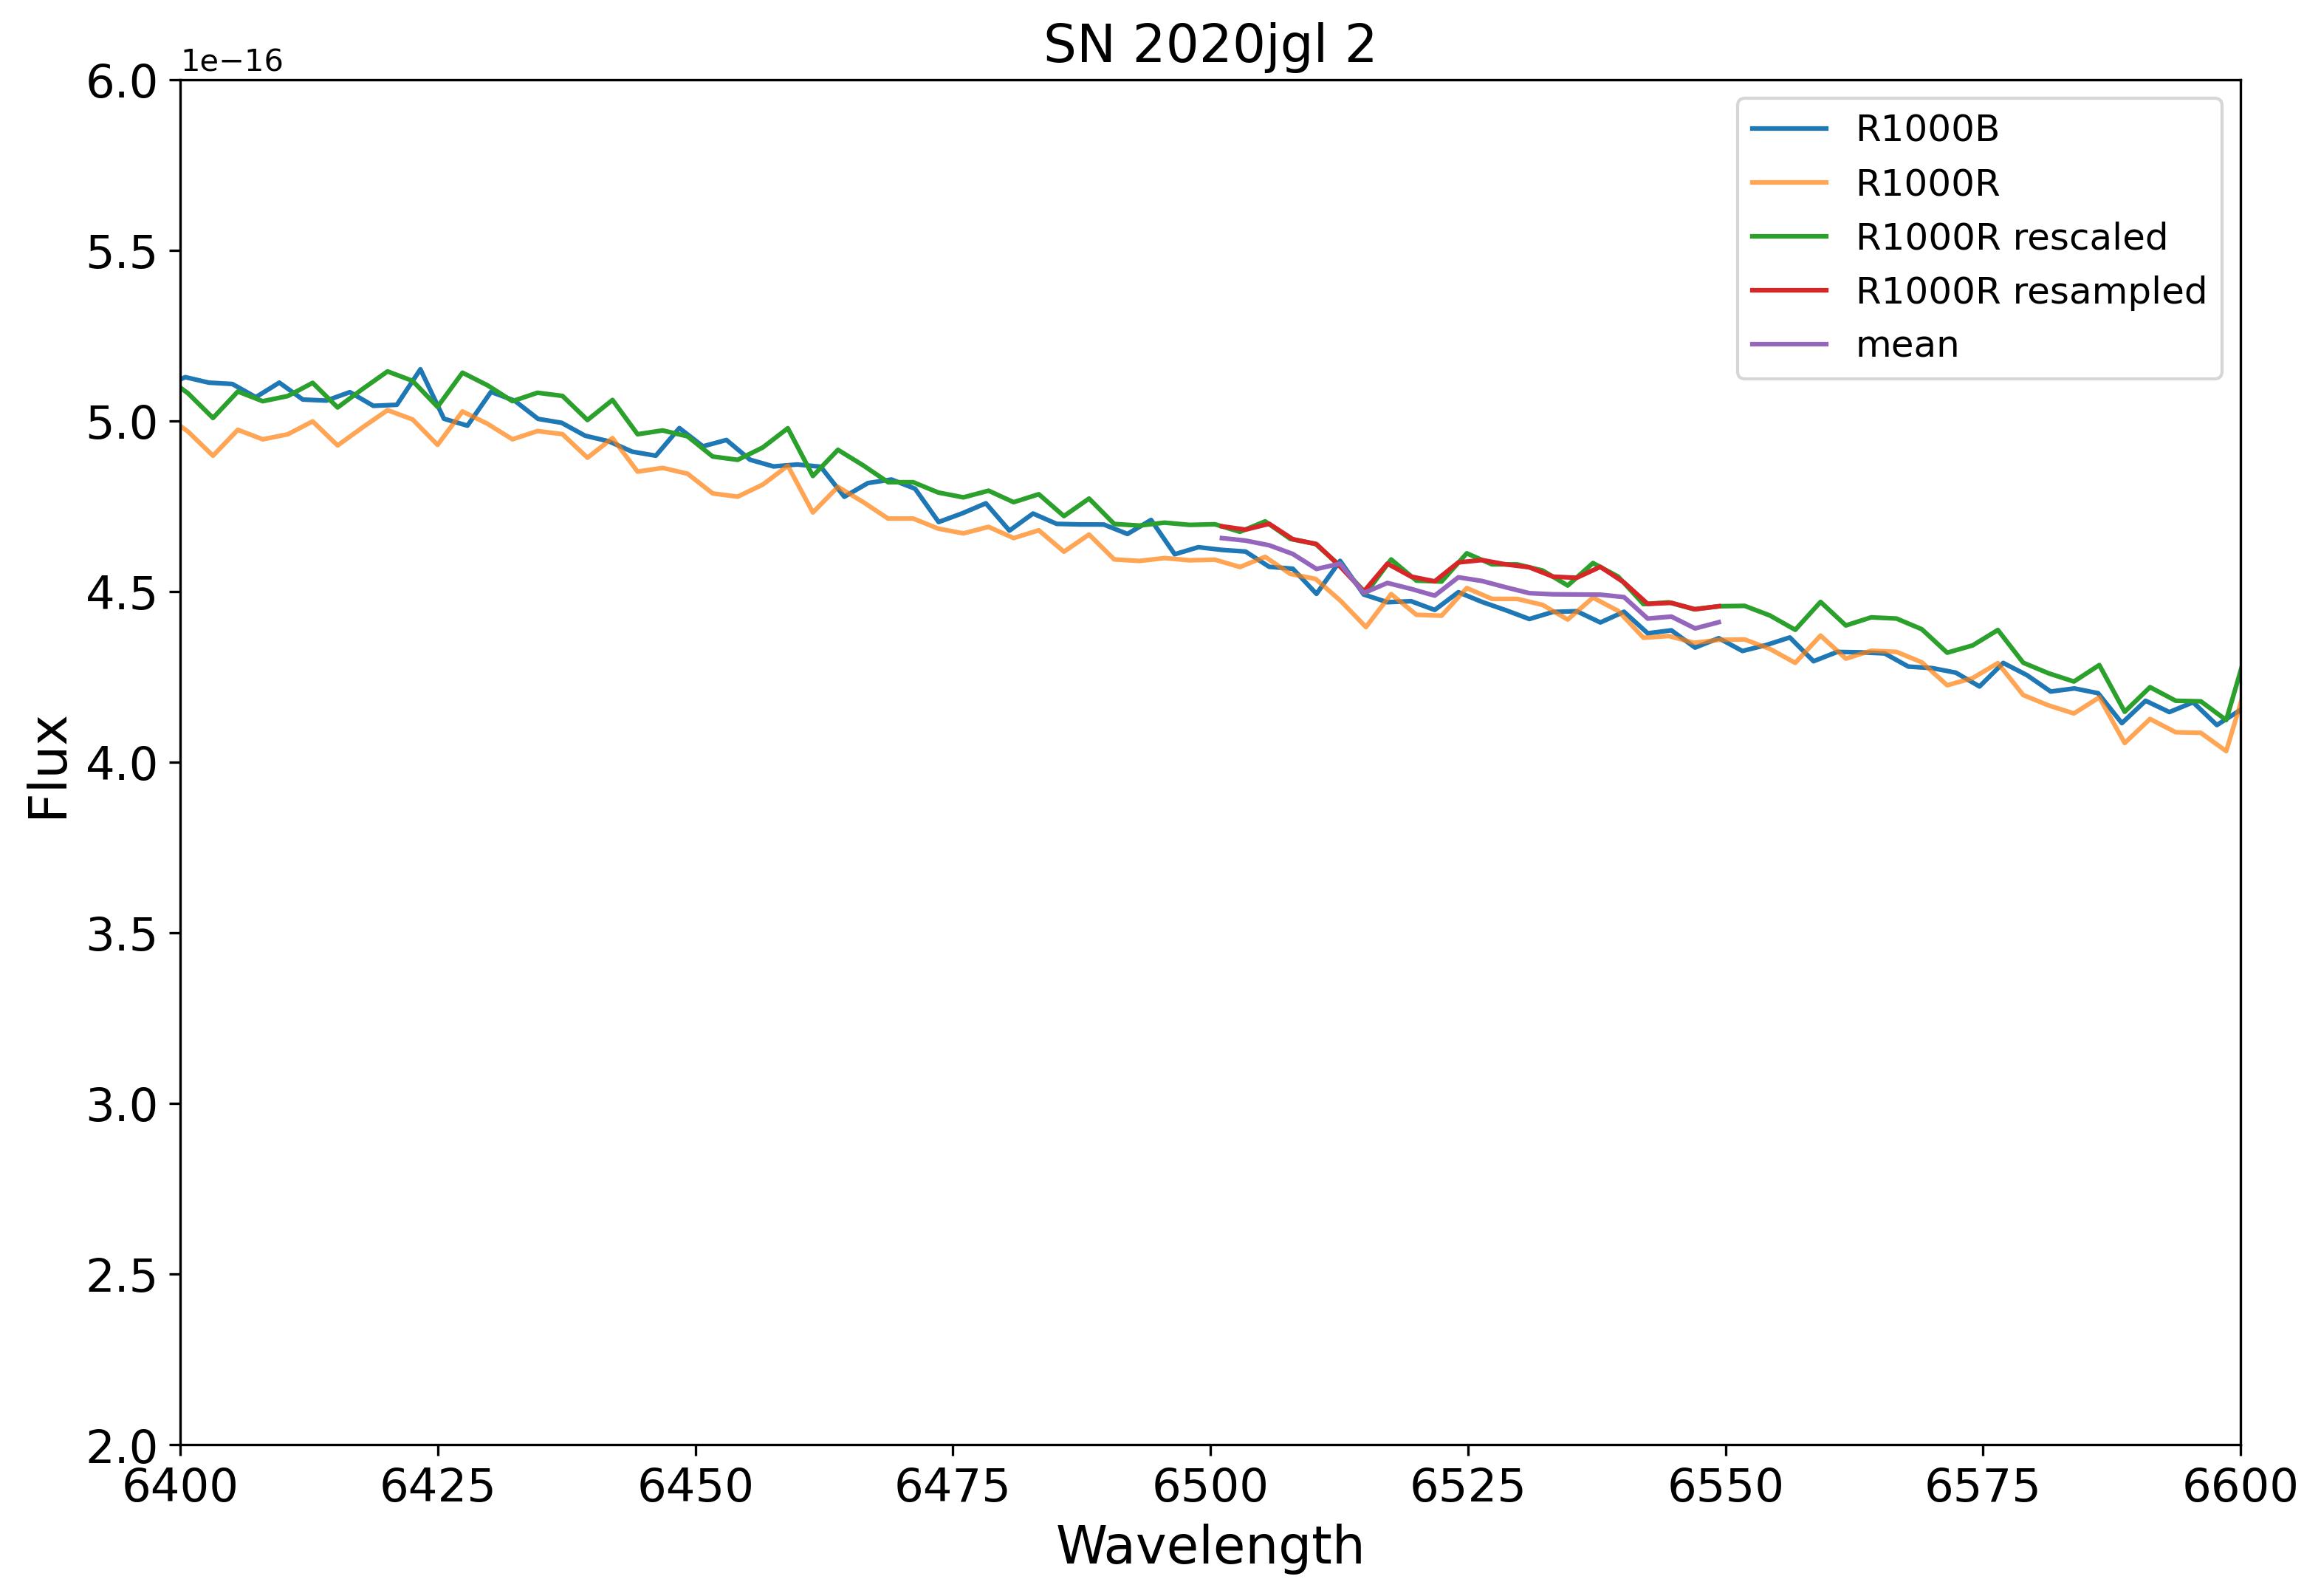 SN 2020jgl 2
1e−16
6.0
5.5
5.0
4.5
4.0
3.5
3.0
2.5
2.0
Flux
R1000B
R1000R
R1000R rescaled
R1000R resampled
mean
6400 6425 6450 6475 6500 6525 6550 6575 6600
Wavelength